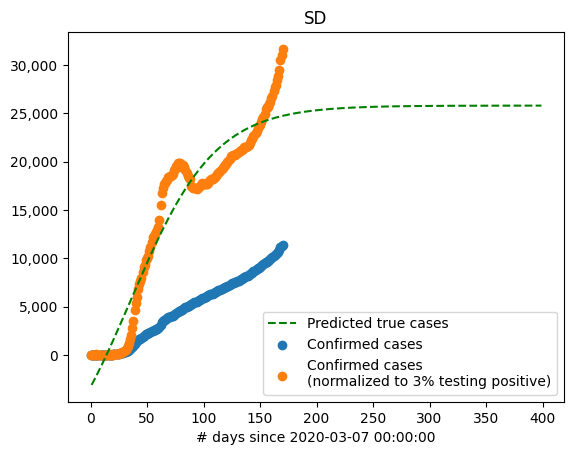 SD
30,000
25,000
20,000
15,000
10,000
5,000
0
Predicted true cases
Confirmed cases
Confirmed cases
(normalized to 3% testing positive)
0 50 100 150 200 250 300 350 400
# days since 2020-03-07 00:00:00